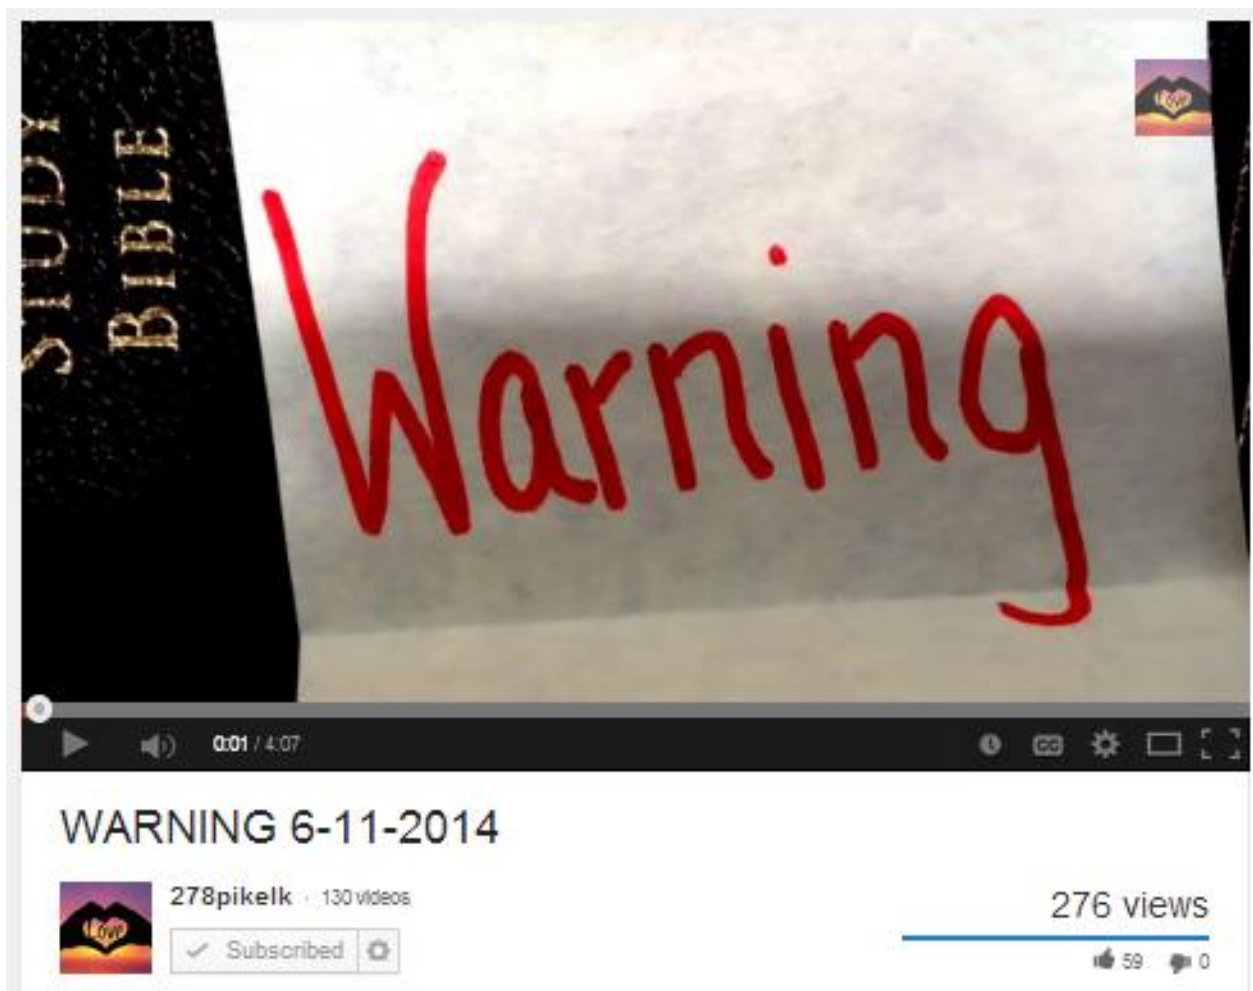 STUDY
BIBLE
Love
Warning
0:01 / 4:07
CC
WARNING 6-11-2014
278pikelk · 130 videos
Love
Subscribed
276 views
59 0